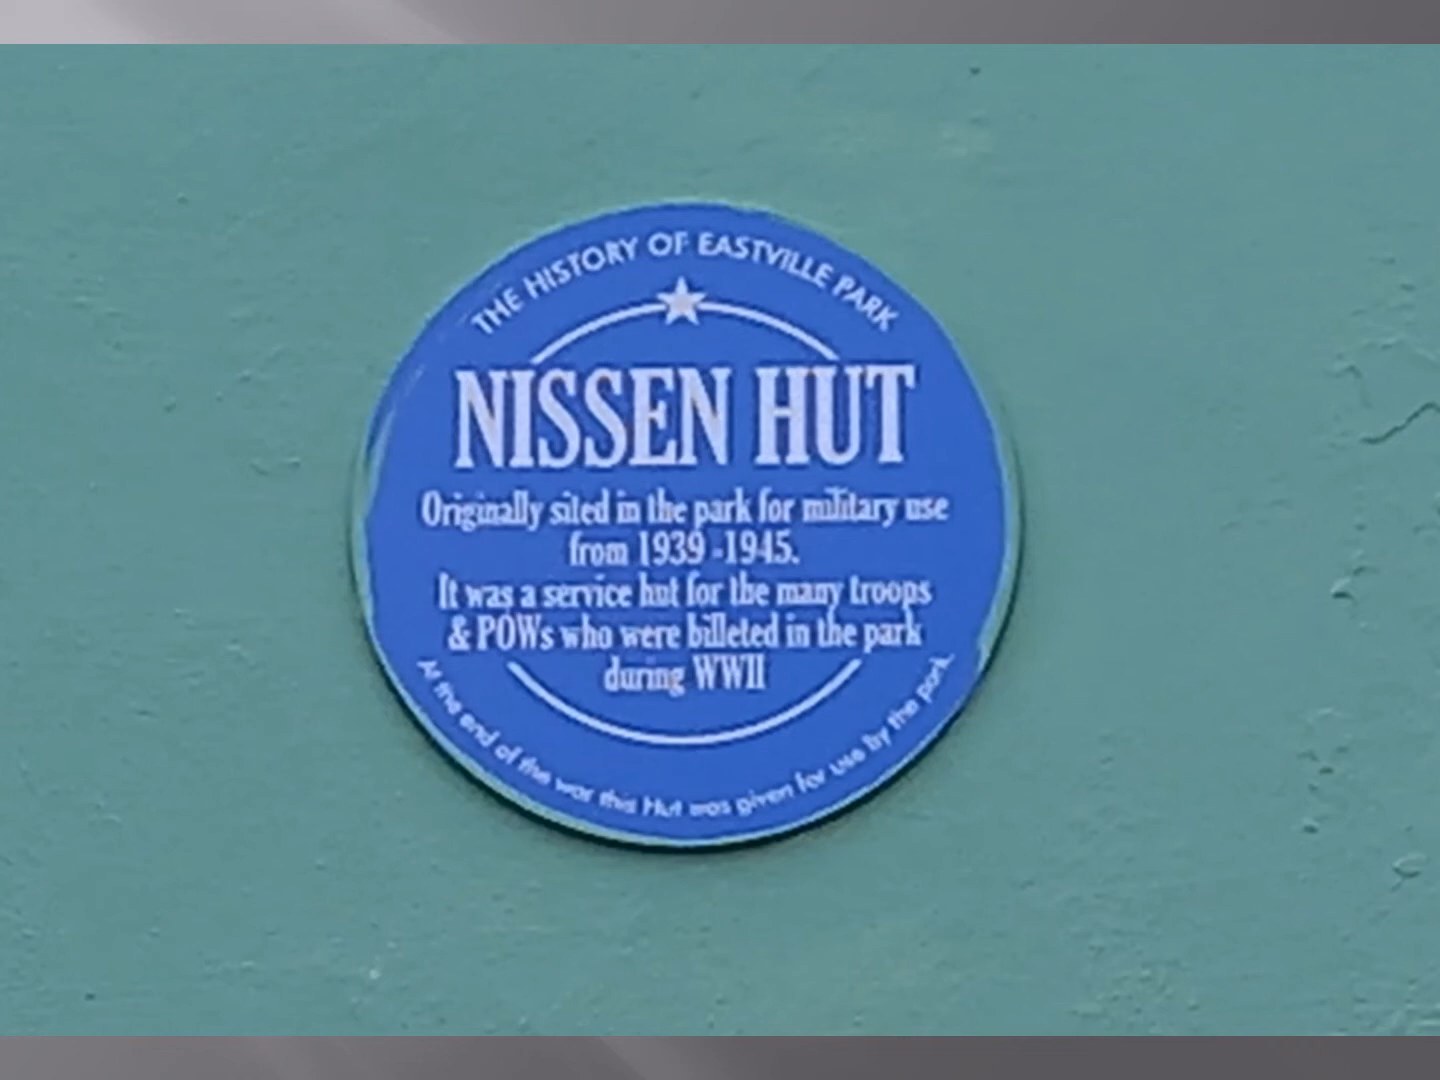 THE HISTORY OF EASTVILLE PARK
NISSEN HUT
Originally sited in the park for military use
from 1939 -1945.
It was a service hut for the many troops
& POWs who were billeted in the park
during WWII
At the end of the war this Hut was given for use by the park.